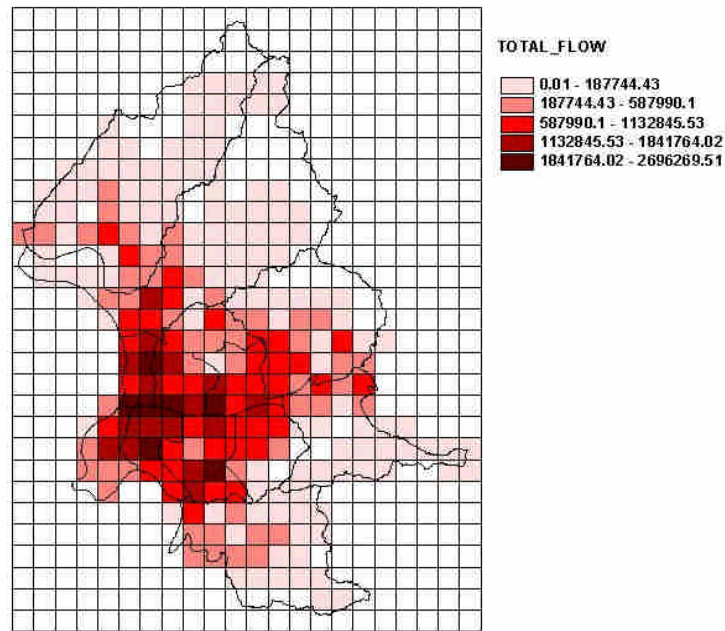 TOTAL_FLOW
0.01 - 187744.43
187744.43 - 587990.1
587990.1 - 1132845.53
1132845.53 - 1841764.02
1841764.02 - 2696269.51